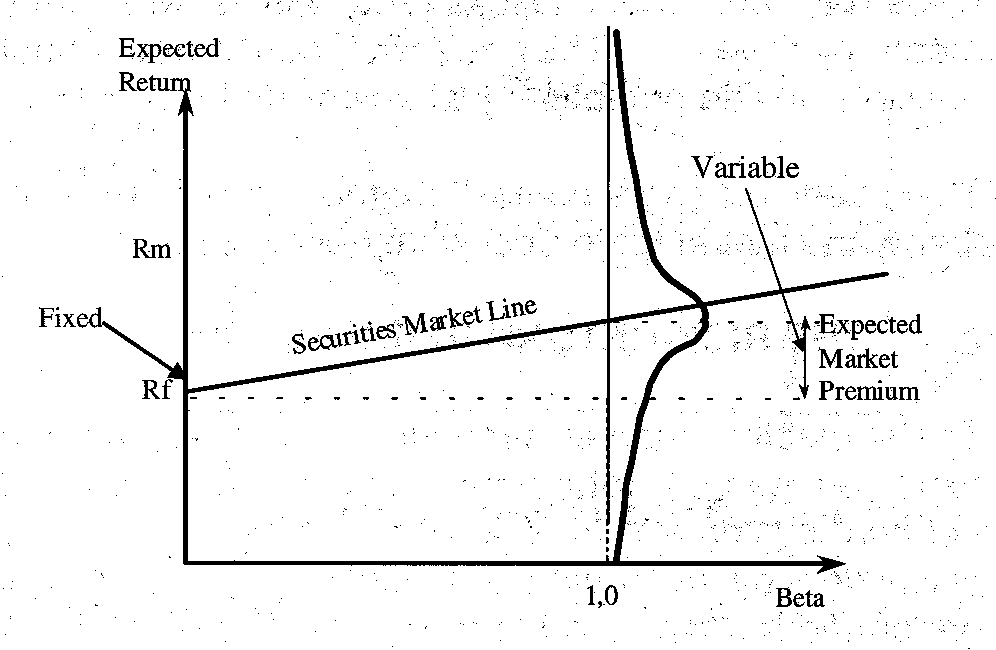 Expected
Return
Variable
Rm
Fixed
Securities Market Line
Expected
Market
Premium
Rf
1,0
Beta